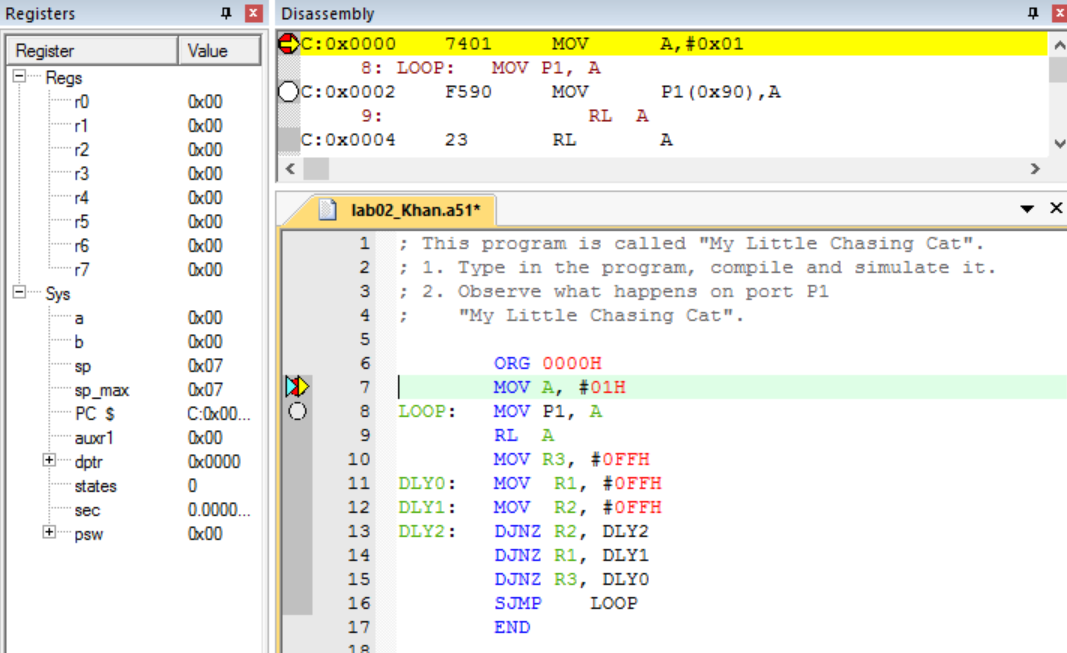 Registers
Register Value
Regs
r0 0x00
r1 0x00
r2 0x00
r3 0x00
r4 0x00
r5 0x00
r6 0x00
r7 0x00
Sys
a 0x00
b 0x00
sp 0x07
sp_max 0x07
PC $ C:0x00...
auxr1 0x00
dptr 0x0000
states 0
sec 0.0000...
psw 0x00
Disassembly
C:0x0000 7401 MOV A,#0x01
8: LOOP: MOV P1, A
C:0x0002 F590 MOV P1(0x90),A
9: RL A
C:0x0004 23 RL A
lab02_Khan.a51*
1 ; This program is called "My Little Chasing Cat".
2 ; 1. Type in the program, compile and simulate it.
3 ; 2. Observe what happens on port P1
4 ; "My Little Chasing Cat".
5
6 ORG 0000H
7 MOV A, #01H
8 LOOP: MOV P1, A
9 RL A
10 MOV R3, #0FFH
11 DLY0: MOV R1, #0FFH
12 DLY1: MOV R2, #0FFH
13 DLY2: DJNZ R2, DLY2
14 DJNZ R1, DLY1
15 DJNZ R3, DLY0
16 SJMP LOOP
17 END
18